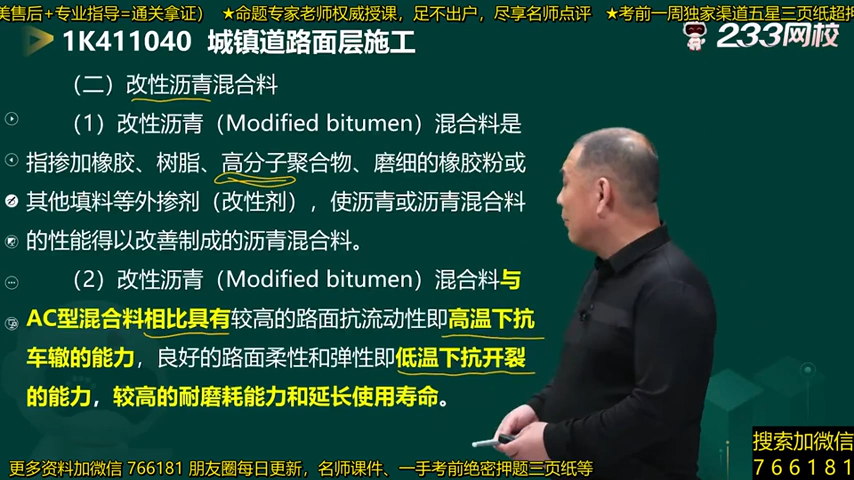 美售后+专业指导=通关拿证） ★命题专家老师权威授课，足不出户，尽享名师点评 ★考前一周独家渠道五星三页纸超押
1K411040 城镇道路面层施工
233网校
（二）改性沥青混合料
（1）改性沥青（Modified bitumen）混合料是
指掺加橡胶、树脂、高分子聚合物、磨细的橡胶粉或
其他填料等外掺剂（改性剂），使沥青或沥青混合料
的性能得以改善制成的沥青混合料。
（2）改性沥青（Modified bitumen）混合料与
AC型混合料相比具有较高的路面抗流动性即高温下抗
车辙的能力，良好的路面柔性和弹性即低温下抗开裂
的能力，较高的耐磨耗能力和延长使用寿命。
搜索加微信
766181
更多资料加微信 766181 朋友圈每日更新，名师课件、一手考前绝密押题三页纸等